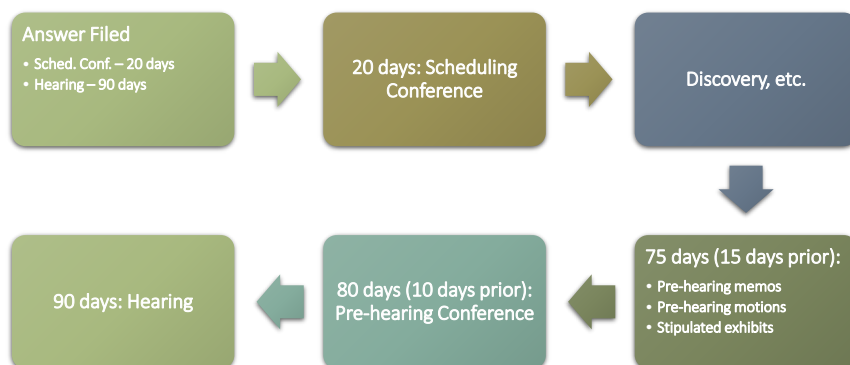 Answer Filed
• Sched. Conf. – 20 days
• Hearing – 90 days
20 days: Scheduling
Conference
Discovery, etc.
75 days (15 days prior):
• Pre-hearing memos
• Pre-hearing motions
• Stipulated exhibits
80 days (10 days prior):
Pre-hearing Conference
90 days: Hearing